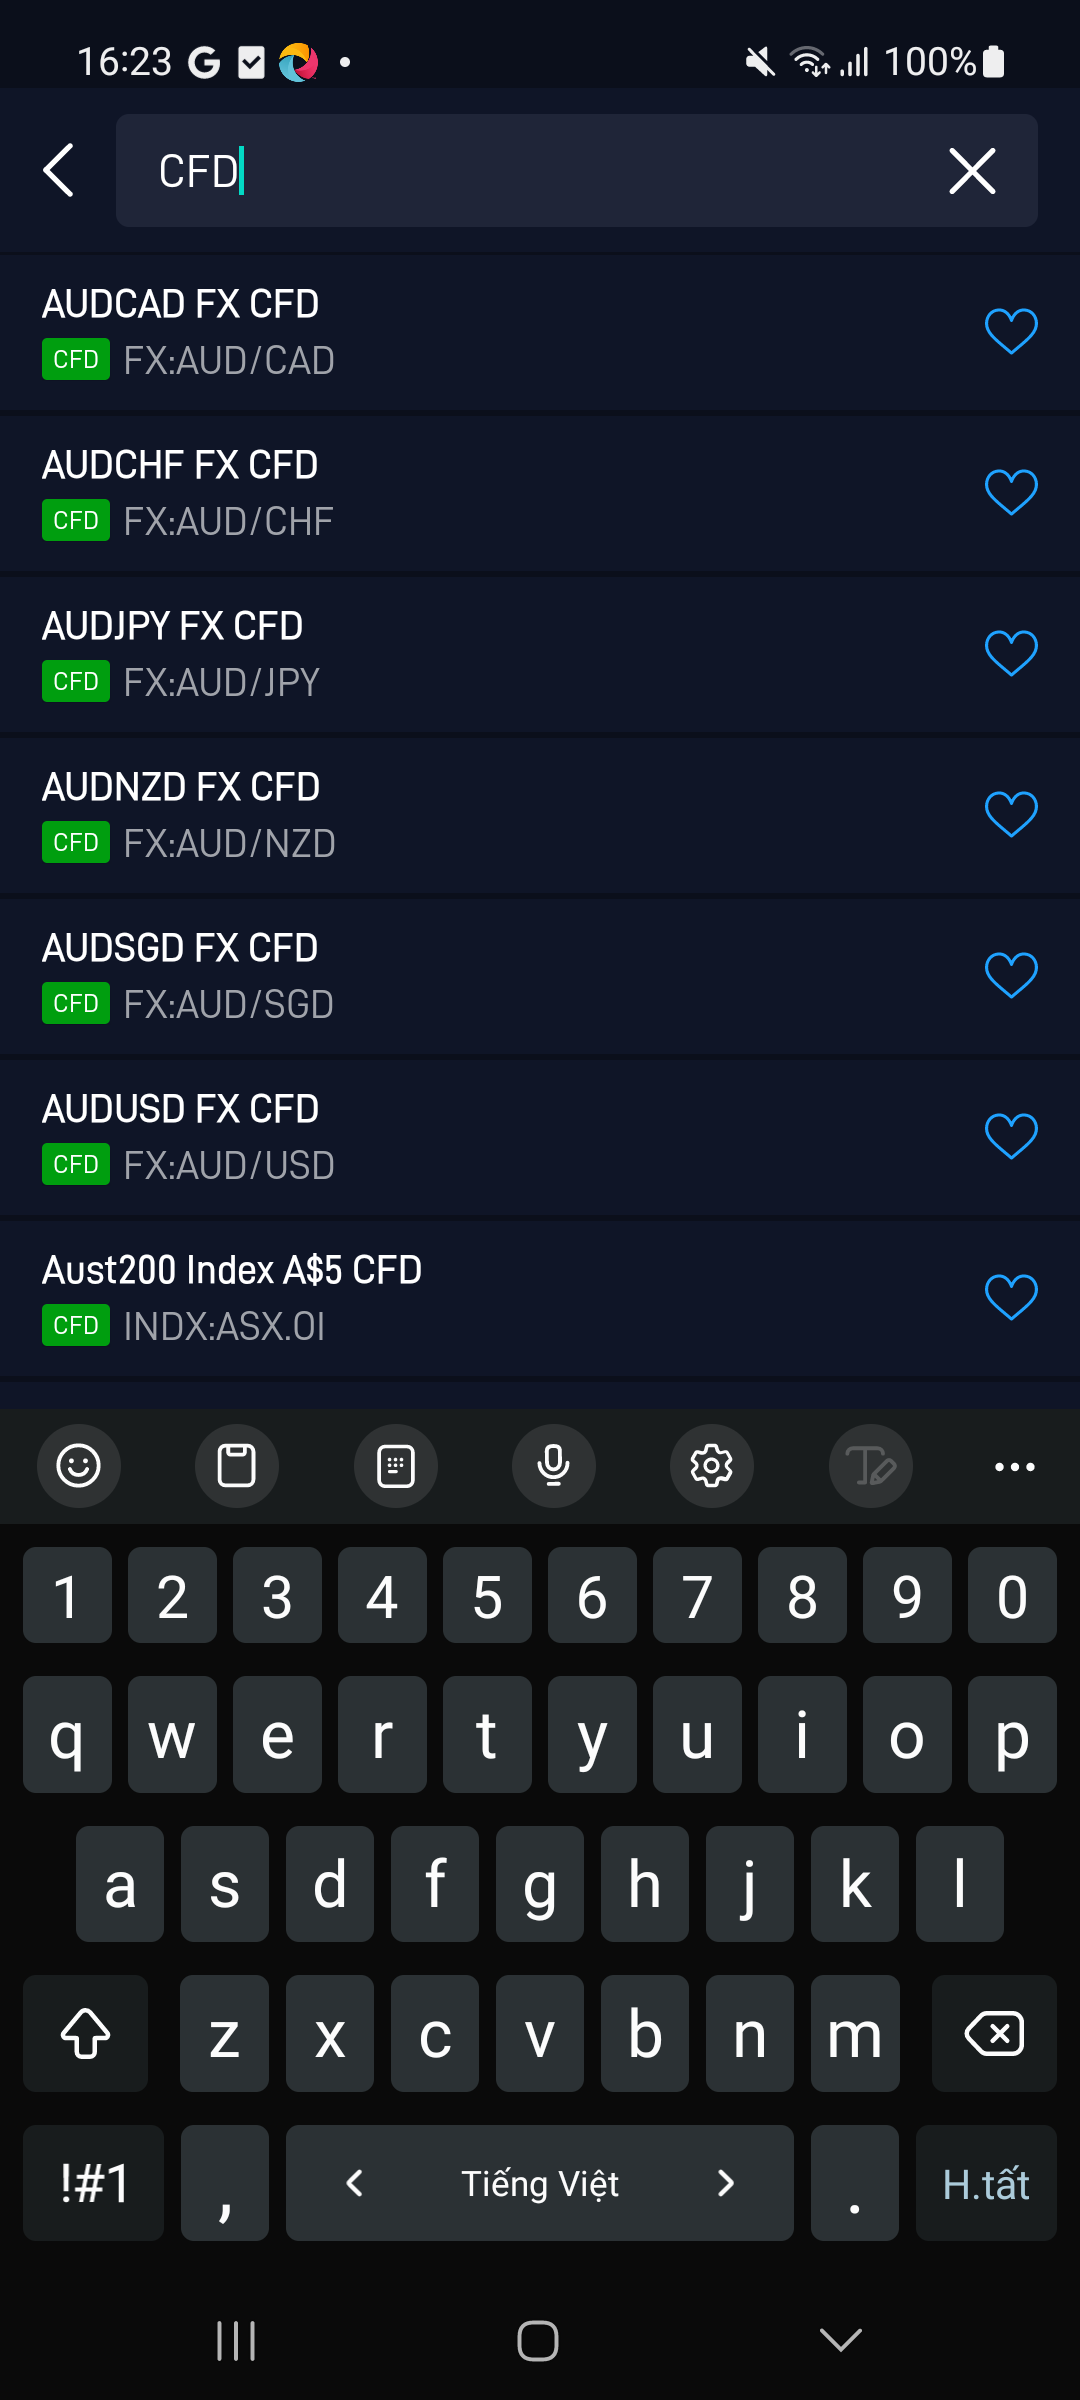 16:23 100%
CFD
AUDCAD FX CFD
CFD FX:AUD/CAD
AUDCHF FX CFD
CFD FX:AUD/CHF
AUDJPY FX CFD
CFD FX:AUD/JPY
AUDNZD FX CFD
CFD FX:AUD/NZD
AUDSGD FX CFD
CFD FX:AUD/SGD
AUDUSD FX CFD
CFD FX:AUD/USD
Aust200 Index A$5 CFD
CFD INDX:ASX.OI
1 2 3 4 5 6 7 8 9 0
q w e r t y u i o p
a s d f g h j k l
z x c v b n m
!#1 , Tiếng Việt . H.tất